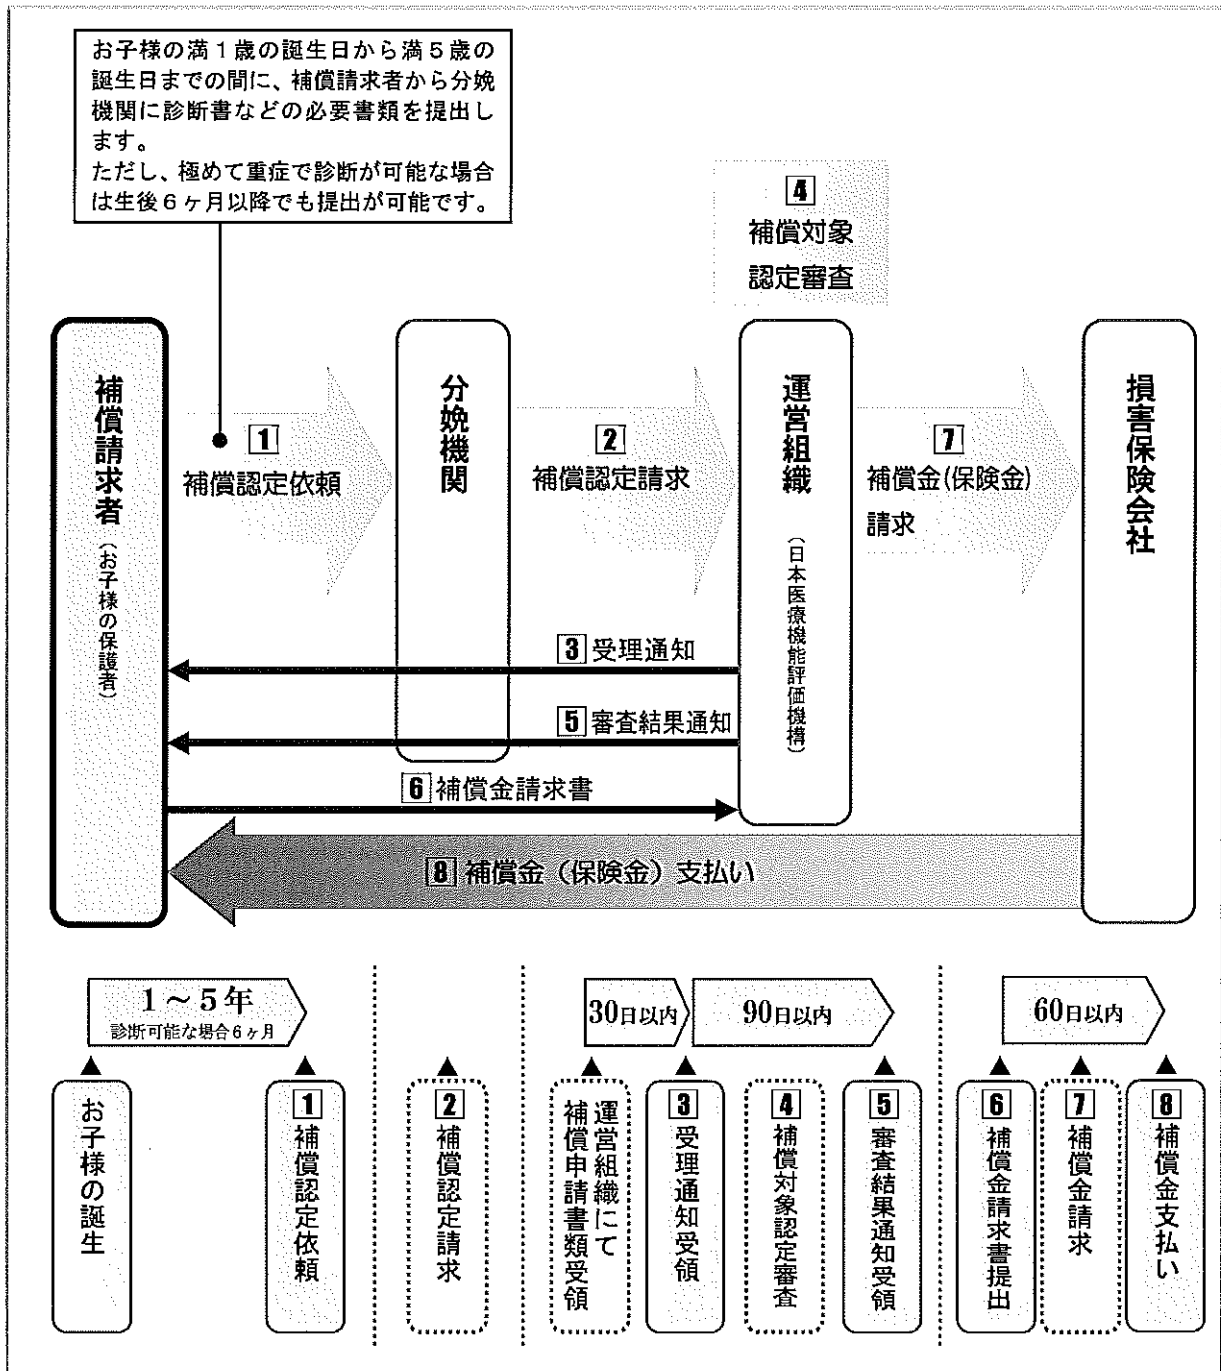 お子様の満1歳の誕生日から満5歳の
誕生日までの間に、補償請求者から分娩
機関に診断書などの必要書類を提出し
ます。
ただし、極めて重症で診断が可能な場合
は生後6ヶ月以降でも提出が可能です。
4
補償対象
認定審査
補償請求者
(お子様の保護者)
分娩機関
運営組織
(日本医療機能評価機構)
損害保険会社
1
補償認定依頼
2
補償認定請求
7
補償金(保険金)
請求
3 受理通知
5 審査結果通知
6 補償金請求書
8 補償金(保険金)支払い
1~5年
診断可能な場合6ヶ月
30日以内
90日以内
60日以内
お子様の誕生
1 補償認定依頼
2 補償認定請求
運営組織にて
補償申請書類受領
3 受理通知受領
4 補償対象認定審査
5 審査結果通知受領
6 補償金請求書提出
7 補償金請求
8 補償金支払い